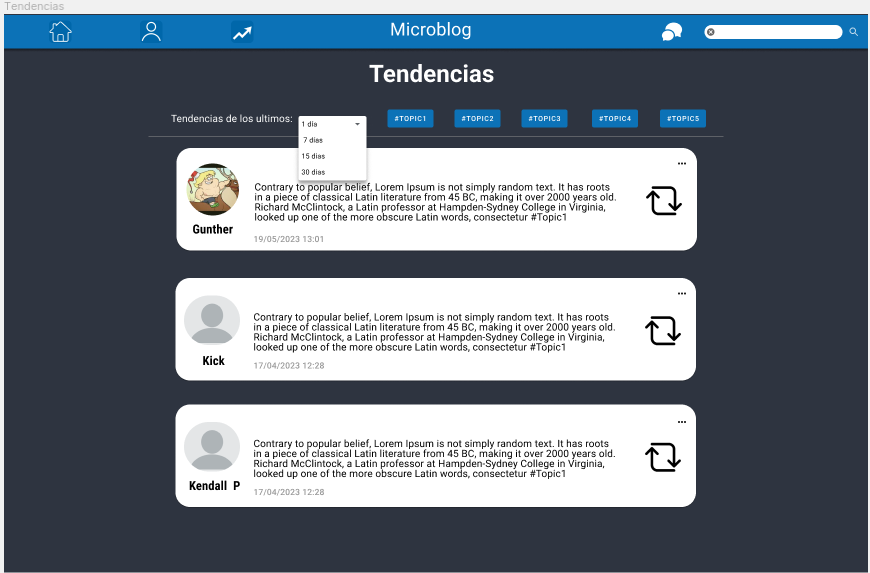 Tendencias
Microblog
Tendencias
Tendencias de los ultimos:
1 día
7 días
15 días
30 días
#TOPIC1
#TOPIC2
#TOPIC3
#TOPIC4
#TOPIC5
Contrary to popular belief, Lorem Ipsum is not simply random text. It has roots
in a piece of classical Latin literature from 45 BC, making it over 2000 years old.
Richard McClintock, a Latin professor at Hampden-Sydney College in Virginia,
looked up one of the more obscure Latin words, consectetur #Topic1
Gunther
19/05/2023 13:01
Contrary to popular belief, Lorem Ipsum is not simply random text. It has roots
in a piece of classical Latin literature from 45 BC, making it over 2000 years old.
Richard McClintock, a Latin professor at Hampden-Sydney College in Virginia,
looked up one of the more obscure Latin words, consectetur #Topic1
Kick
17/04/2023 12:28
Contrary to popular belief, Lorem Ipsum is not simply random text. It has roots
in a piece of classical Latin literature from 45 BC, making it over 2000 years old.
Richard McClintock, a Latin professor at Hampden-Sydney College in Virginia,
looked up one of the more obscure Latin words, consectetur #Topic1
Kendall P
17/04/2023 12:28